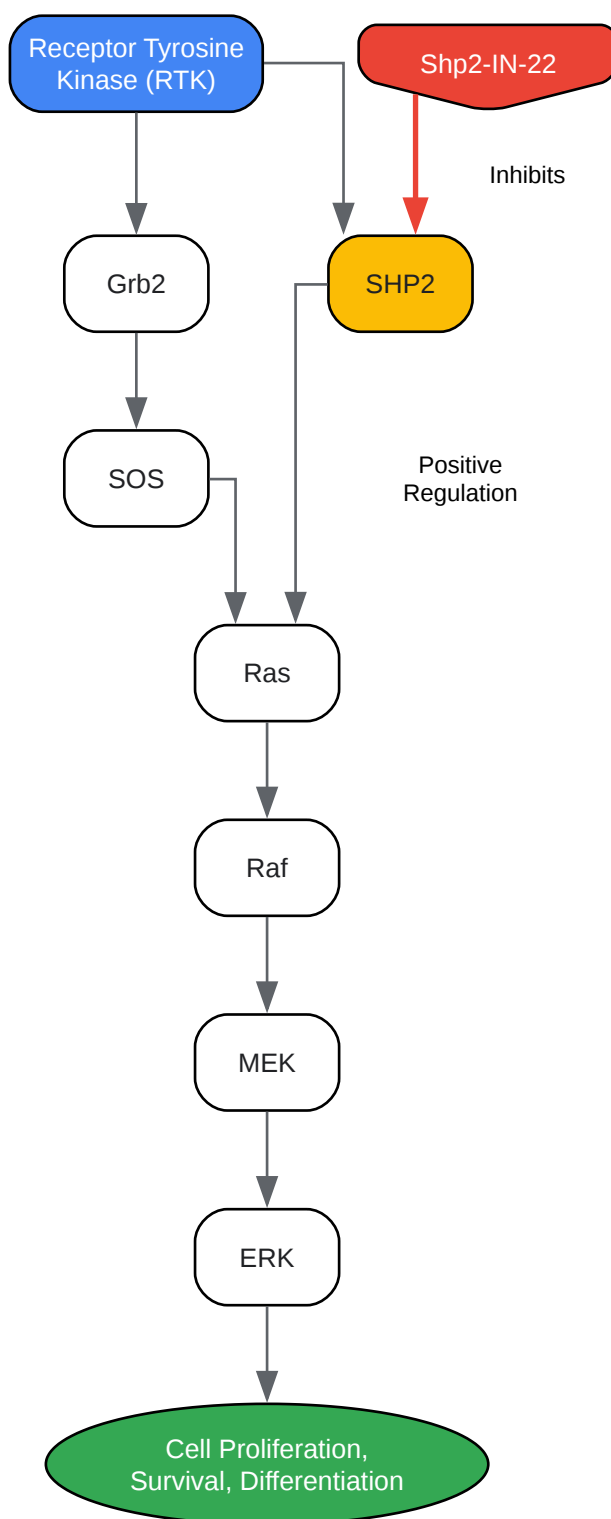 Receptor Tyrosine
Kinase (RTK)
Shp2-IN-22
Inhibits
Grb2
SHP2
SOS
Positive
Regulation
Ras
Raf
MEK
ERK
Cell Proliferation,
Survival, Differentiation